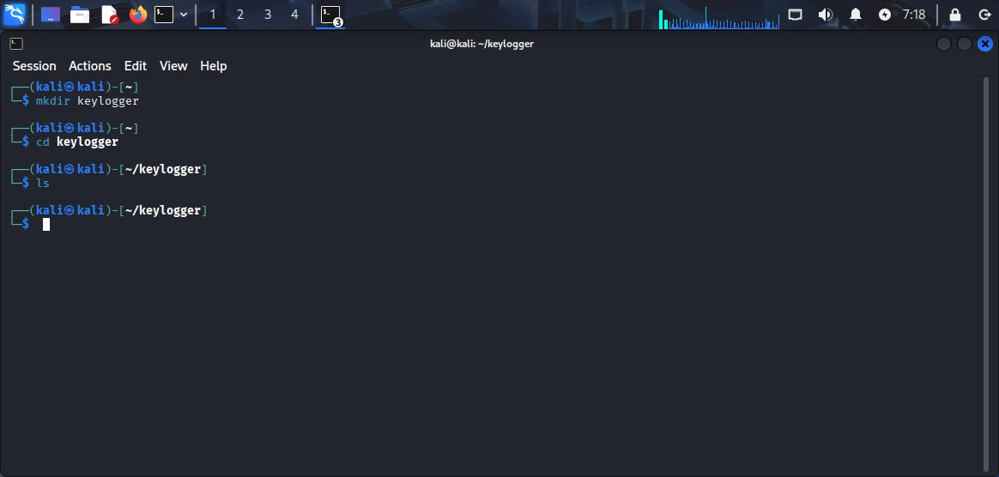 1 2 3 4 3 7:18
kali@kali: ~/keylogger
Session Actions Edit View Help
┌──(kali㉿kali)-[~]
└─$ mkdir keylogger
┌──(kali㉿kali)-[~]
└─$ cd keylogger
┌──(kali㉿kali)-[~/keylogger]
└─$ ls
┌──(kali㉿kali)-[~/keylogger]
└─$